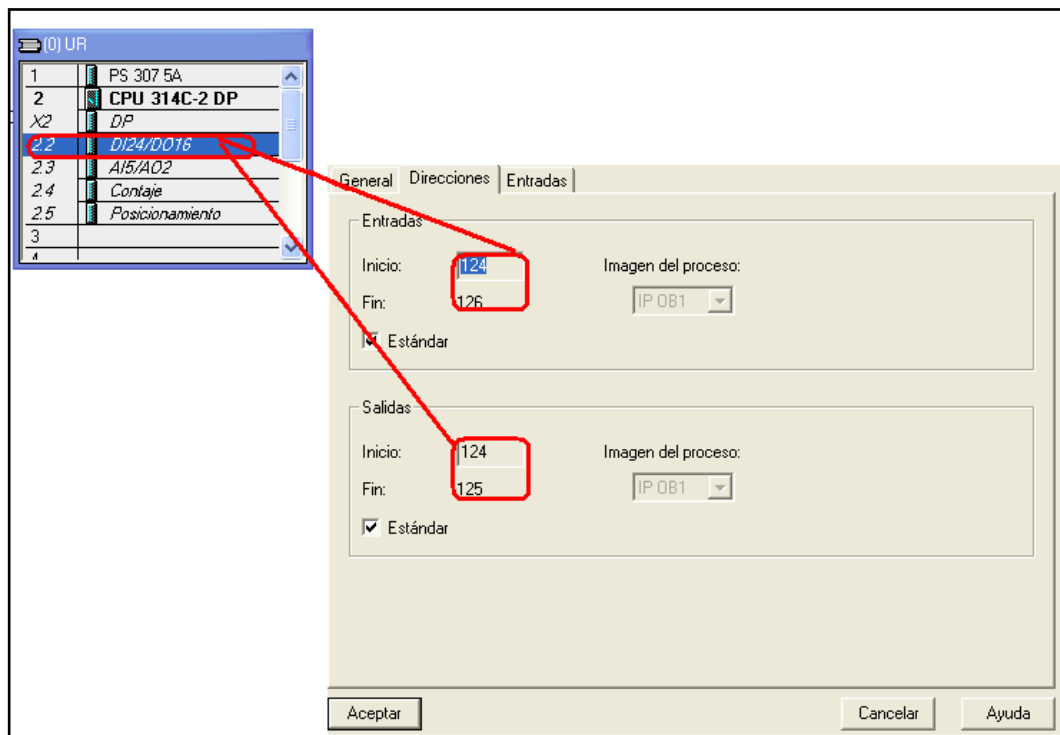 (0) UR
1 PS 307 5A
2 CPU 314C-2 DP
X2 DP
2.2 DI24/DO16
2.3 AI5/AO2
2.4 Contaje
2.5 Posicionamiento
3
4
General Direcciones Entradas
Entradas
Inicio: 124 Imagen del proceso:
Fin: 126 IP OB1
Estándar
Salidas
Inicio: 124 Imagen del proceso:
Fin: 125 IP OB1
Estándar
Aceptar Cancelar Ayuda